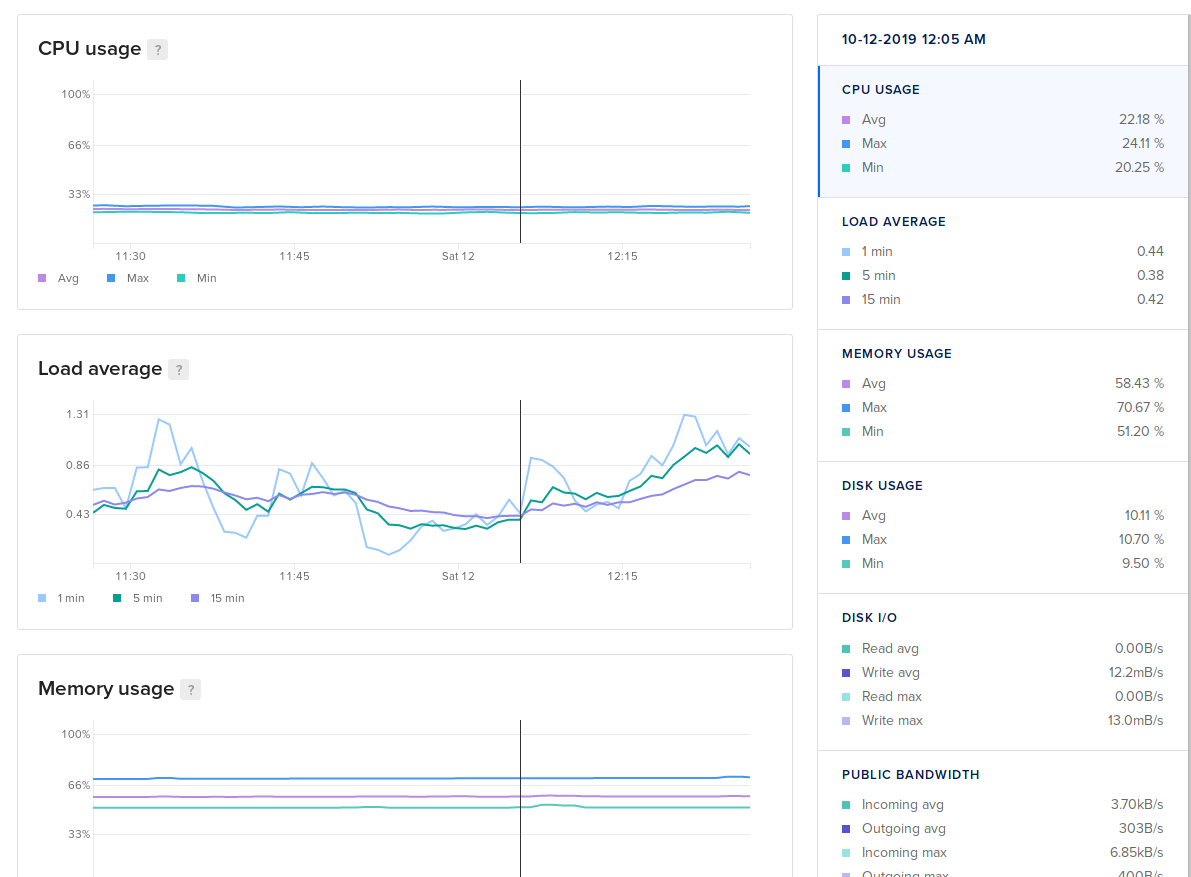 CPU usage ?
100%
66%
33%
11:30 11:45 Sat 12 12:15
Avg Max Min
Load average ?
1.31
0.86
0.43
11:30 11:45 Sat 12 12:15
1 min 5 min 15 min
Memory usage ?
100%
66%
33%
10-12-2019 12:05 AM
CPU USAGE
Avg 22.18 %
Max 24.11 %
Min 20.25 %
LOAD AVERAGE
1 min 0.44
5 min 0.38
15 min 0.42
MEMORY USAGE
Avg 58.43 %
Max 70.67 %
Min 51.20 %
DISK USAGE
Avg 10.11 %
Max 10.70 %
Min 9.50 %
DISK I/O
Read avg 0.00B/s
Write avg 12.2mB/s
Read max 0.00B/s
Write max 13.0mB/s
PUBLIC BANDWIDTH
Incoming avg 3.70kB/s
Outgoing avg 303B/s
Incoming max 6.85kB/s
Outgoing max 400B/s